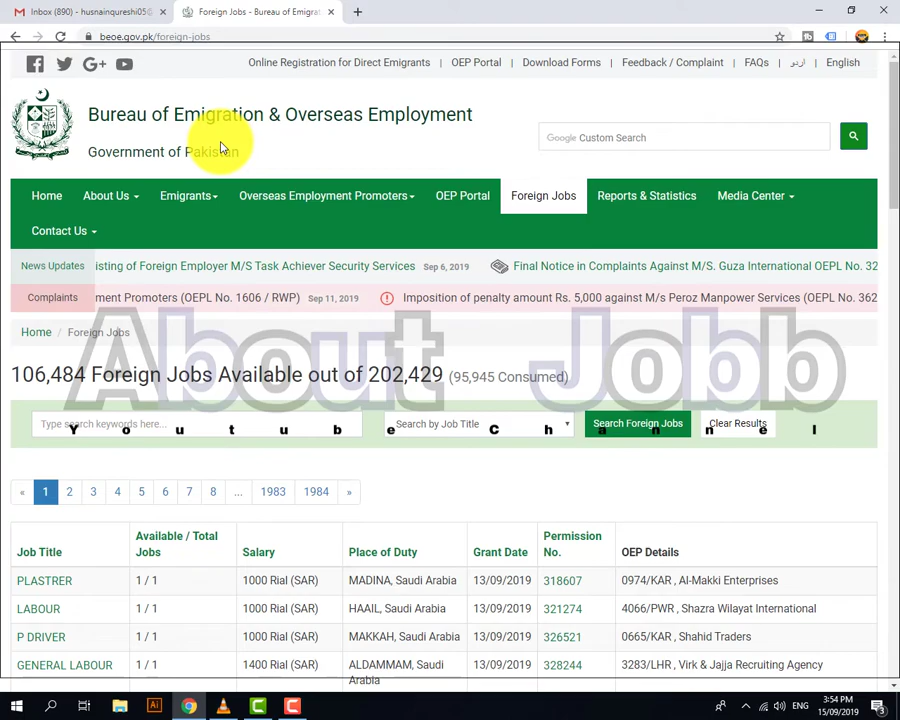 Inbox (890) - husnainqureshi05@
Foreign Jobs - Bureau of Emigrat
beoe.gov.pk/foreign-jobs
Online Registration for Direct Emigrants | OEP Portal | Download Forms | Feedback / Complaint | FAQs | اردو | English
Bureau of Emigration & Overseas Employment
Government of Pakistan
Google Custom Search
Home About Us Emigrants Overseas Employment Promoters OEP Portal Foreign Jobs Reports & Statistics Media Center
Contact Us
News Updates isting of Foreign Employer M/S Task Achiever Security Services Sep 6, 2019 Final Notice in Complaints Against M/S. Guza International OEPL No. 32
Complaints ment Promoters (OEPL No. 1606 / RWP) Sep 11, 2019 Imposition of penalty amount Rs. 5,000 against M/s Peroz Manpower Services (OEPL No. 362
Home / Foreign Jobs
About Jobb
106,484 Foreign Jobs Available out of 202,429 (95,945 Consumed)
Type search keywords here... Search by Job Title Search Foreign Jobs Clear Results
Youtube Channel
« 1 2 3 4 5 6 7 8 ... 1983 1984 »
Job Title Available / Total Jobs Salary Place of Duty Grant Date Permission No. OEP Details
PLASTRER 1 / 1 1000 Rial (SAR) MADINA, Saudi Arabia 13/09/2019 318607 0974/KAR , Al-Makki Enterprises
LABOUR 1 / 1 1000 Rial (SAR) HAAIL, Saudi Arabia 13/09/2019 321274 4066/PWR , Shazra Wilayat International
P DRIVER 1 / 1 1000 Rial (SAR) MAKKAH, Saudi Arabia 13/09/2019 326521 0665/KAR , Shahid Traders
GENERAL LABOUR 1 / 1 1400 Rial (SAR) ALDAMMAM, Saudi Arabia 13/09/2019 328244 3283/LHR , Virk & Jajja Recruiting Agency
ENG
3:54 PM
15/09/2019
3